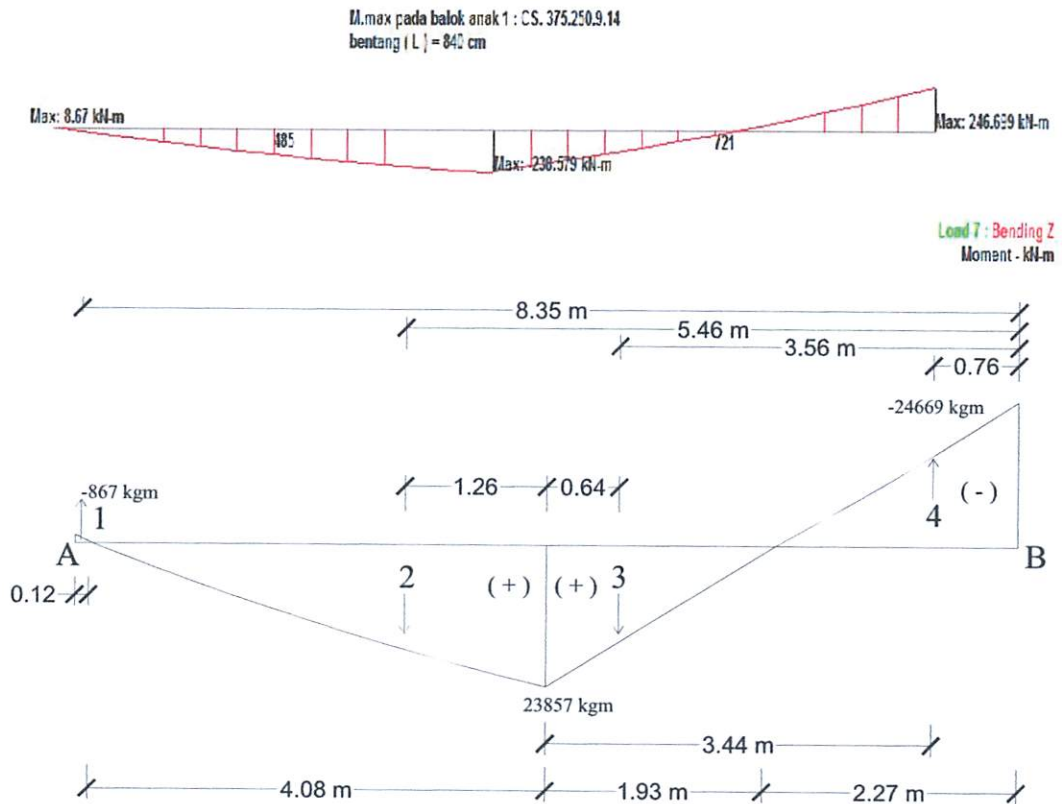 M.max pada balok anak 1 : CS. 375.250.9.14
bentang ( L ) = 840 cm
Max: 8.67 kN-m
485
Max: -238.579 kN-m
721
Max: 246.699 kN-m
Load 7 : Bending Z
Moment - kN-m
8.35 m
5.46 m
3.56 m
0.76
-24669 kgm
-867 kgm
1
1.26
0.64
4
( - )
A
B
0.12
2
( + )
( + )
3
23857 kgm
3.44 m
4.08 m
1.93 m
2.27 m